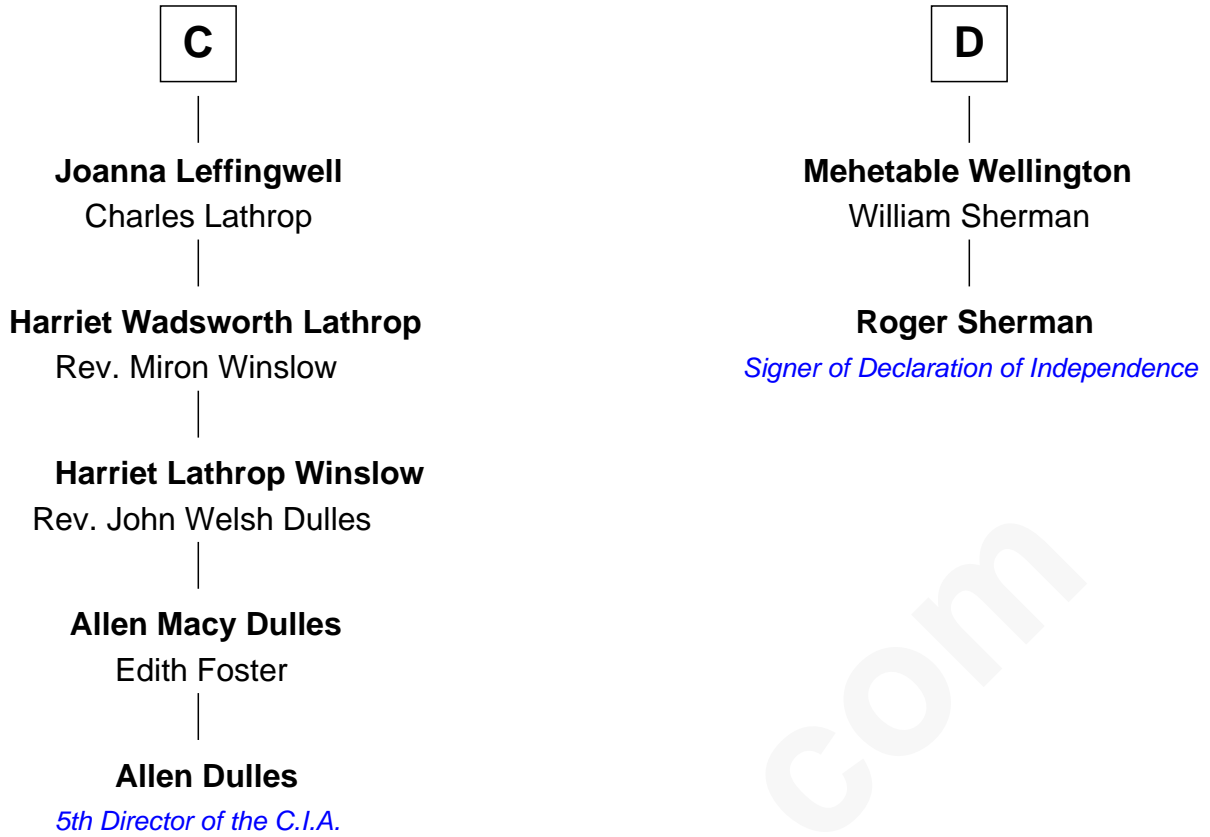 C
Joanna Leffingwell
Charles Lathrop
Harriet Wadsworth Lathrop
Rev. Miron Winslow
Harriet Lathrop Winslow
Rev. John Welsh Dulles
Allen Macy Dulles
Edith Foster
Allen Dulles
5th Director of the C.I.A.
D
Mehetable Wellington
William Sherman
Roger Sherman
Signer of Declaration of Independence
com